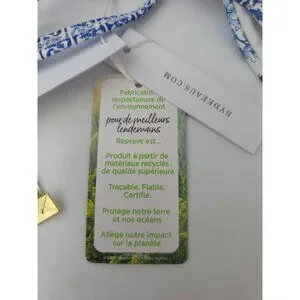 BYDEEAUS.COM
Fabrication
respectueuse de
l'environnement
pour de meilleurs
lendemains
Repreve est...
Produit à partir de
matériaux recyclés
de qualité supérieure
Traçable. Fiable.
Certifié.
Protège notre terre
et nos océans
Allège notre impact
sur la planète